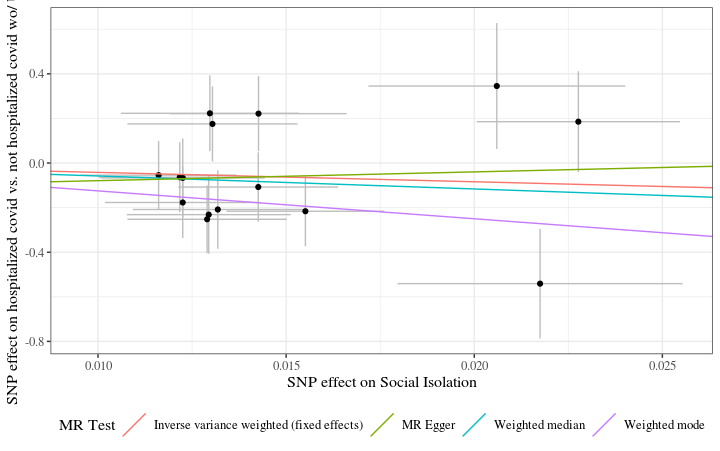 SNP effect on hospitalized covid vs. not hospitalized covid wo/
0.4
0.0
-0.4
-0.8
0.010
0.015
0.020
0.025
SNP effect on Social Isolation
MR Test
Inverse variance weighted (fixed effects)
MR Egger
Weighted median
Weighted mode